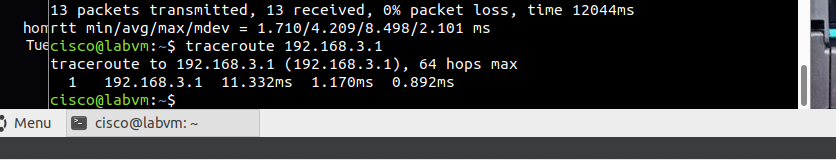 13 packets transmitted, 13 received, 0% packet loss, time 12044ms
rtt min/avg/max/mdev = 1.710/4.209/8.498/2.101 ms
cisco@labvm:~$ traceroute 192.168.3.1
traceroute to 192.168.3.1 (192.168.3.1), 64 hops max
1 192.168.3.1 11.332ms 1.170ms 0.892ms
cisco@labvm:~$
hom
Tue
Menu
cisco@labvm: ~